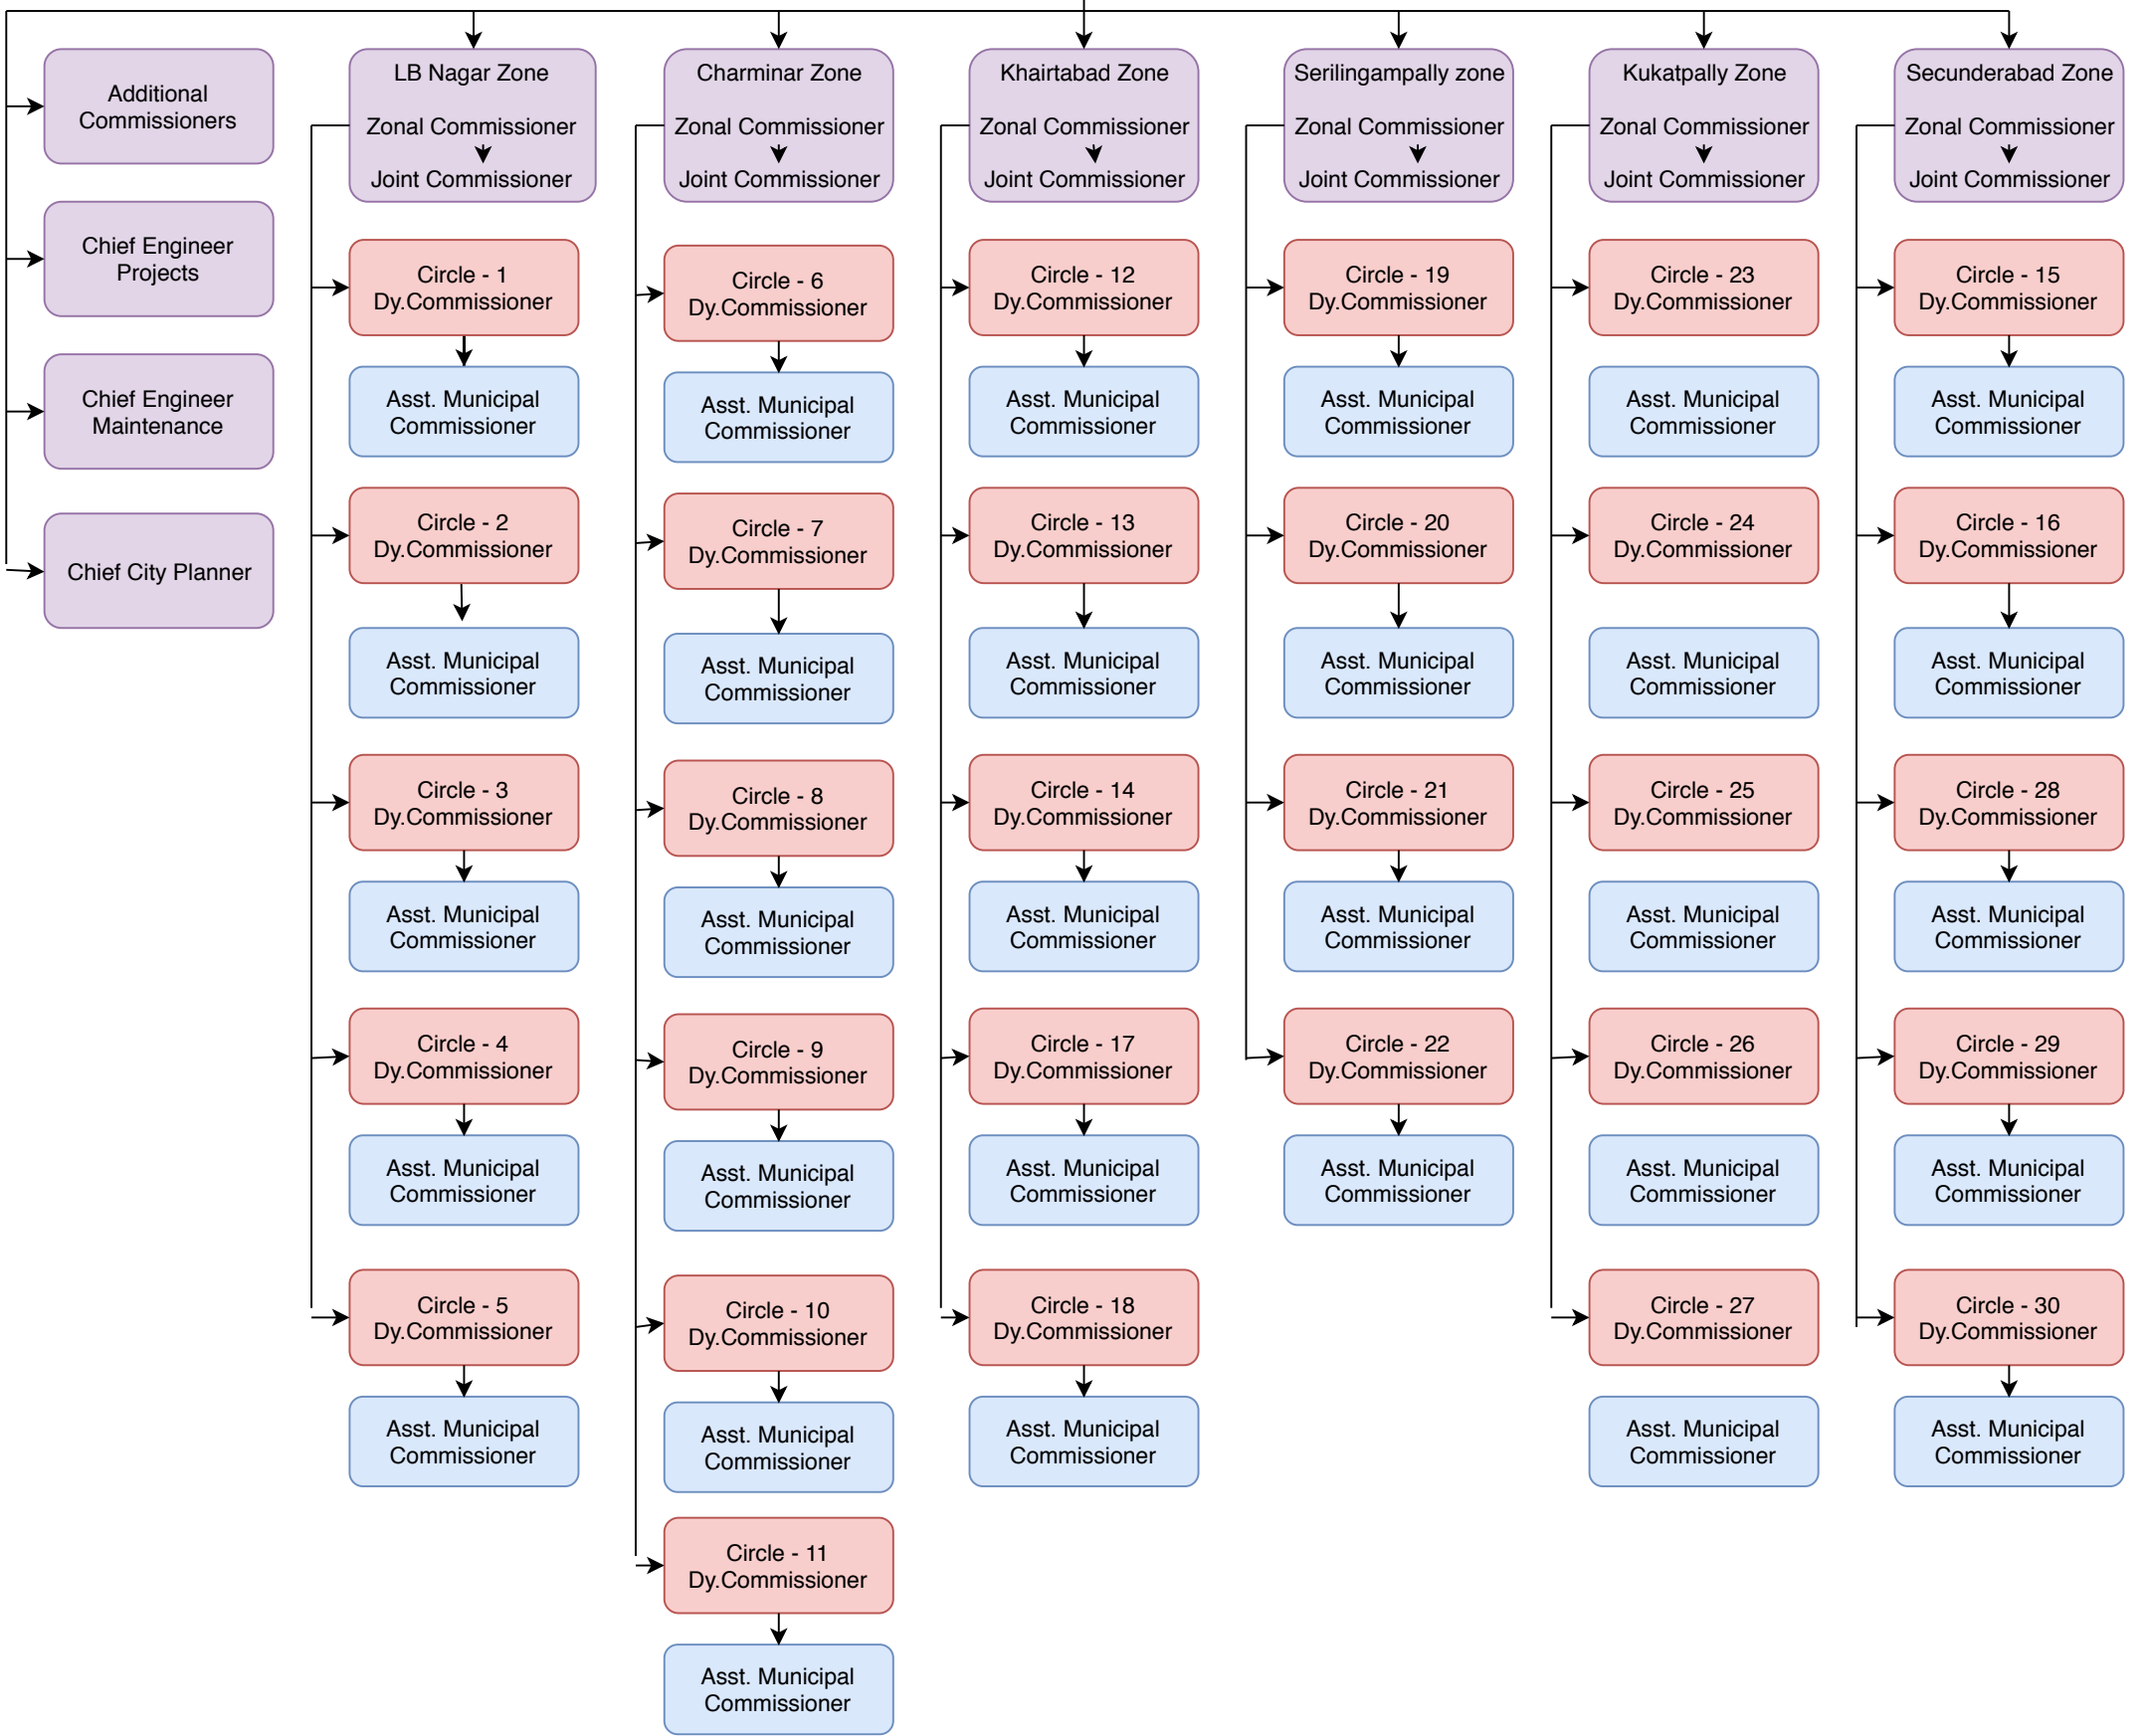 Additional
Commissioners
Chief Engineer
Projects
Chief Engineer
Maintenance
Chief City Planner
LB Nagar Zone
Zonal Commissioner
Joint Commissioner
Circle - 1
Dy.Commissioner
Asst. Municipal
Commissioner
Circle - 2
Dy.Commissioner
Asst. Municipal
Commissioner
Circle - 3
Dy.Commissioner
Asst. Municipal
Commissioner
Circle - 4
Dy.Commissioner
Asst. Municipal
Commissioner
Circle - 5
Dy.Commissioner
Asst. Municipal
Commissioner
Charminar Zone
Zonal Commissioner
Joint Commissioner
Circle - 6
Dy.Commissioner
Asst. Municipal
Commissioner
Circle - 7
Dy.Commissioner
Asst. Municipal
Commissioner
Circle - 8
Dy.Commissioner
Asst. Municipal
Commissioner
Circle - 9
Dy.Commissioner
Asst. Municipal
Commissioner
Circle - 10
Dy.Commissioner
Asst. Municipal
Commissioner
Circle - 11
Dy.Commissioner
Asst. Municipal
Commissioner
Khairtabad Zone
Zonal Commissioner
Joint Commissioner
Circle - 12
Dy.Commissioner
Asst. Municipal
Commissioner
Circle - 13
Dy.Commissioner
Asst. Municipal
Commissioner
Circle - 14
Dy.Commissioner
Asst. Municipal
Commissioner
Circle - 17
Dy.Commissioner
Asst. Municipal
Commissioner
Circle - 18
Dy.Commissioner
Asst. Municipal
Commissioner
Serilingampally zone
Zonal Commissioner
Joint Commissioner
Circle - 19
Dy.Commissioner
Asst. Municipal
Commissioner
Circle - 20
Dy.Commissioner
Asst. Municipal
Commissioner
Circle - 21
Dy.Commissioner
Asst. Municipal
Commissioner
Circle - 22
Dy.Commissioner
Asst. Municipal
Commissioner
Kukatpally Zone
Zonal Commissioner
Joint Commissioner
Circle - 23
Dy.Commissioner
Asst. Municipal
Commissioner
Circle - 24
Dy.Commissioner
Asst. Municipal
Commissioner
Circle - 25
Dy.Commissioner
Asst. Municipal
Commissioner
Circle - 26
Dy.Commissioner
Asst. Municipal
Commissioner
Circle - 27
Dy.Commissioner
Asst. Municipal
Commissioner
Secunderabad Zone
Zonal Commissioner
Joint Commissioner
Circle - 15
Dy.Commissioner
Asst. Municipal
Commissioner
Circle - 16
Dy.Commissioner
Asst. Municipal
Commissioner
Circle - 28
Dy.Commissioner
Asst. Municipal
Commissioner
Circle - 29
Dy.Commissioner
Asst. Municipal
Commissioner
Circle - 30
Dy.Commissioner
Asst. Municipal
Commissioner